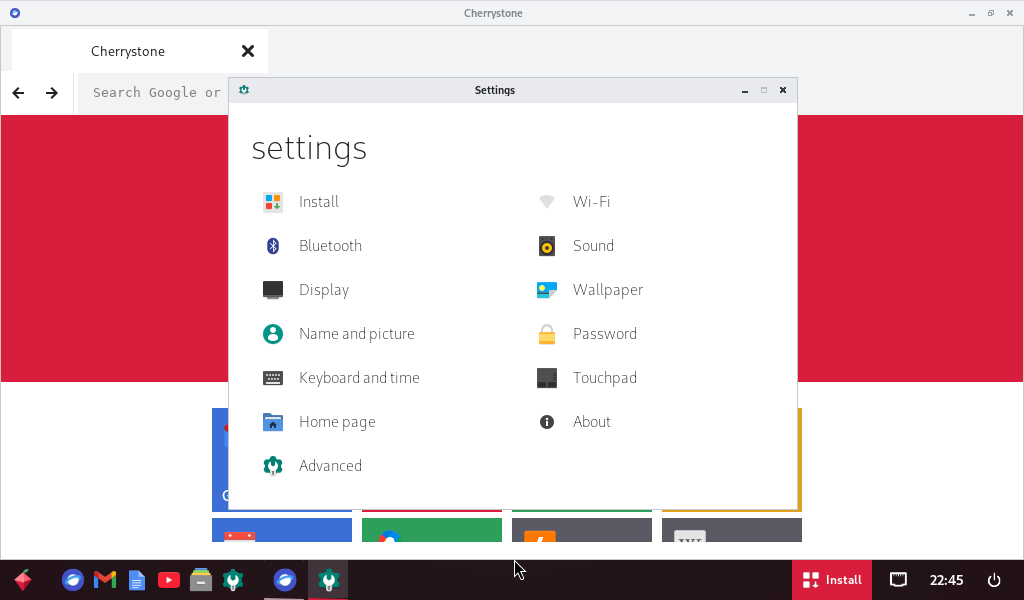 Cherrystone
Cherrystone
Search Google or
Settings
settings
Install
Wi-Fi
Bluetooth
Sound
Display
Wallpaper
Name and picture
Password
Keyboard and time
Touchpad
Home page
About
Advanced
Install
22:45